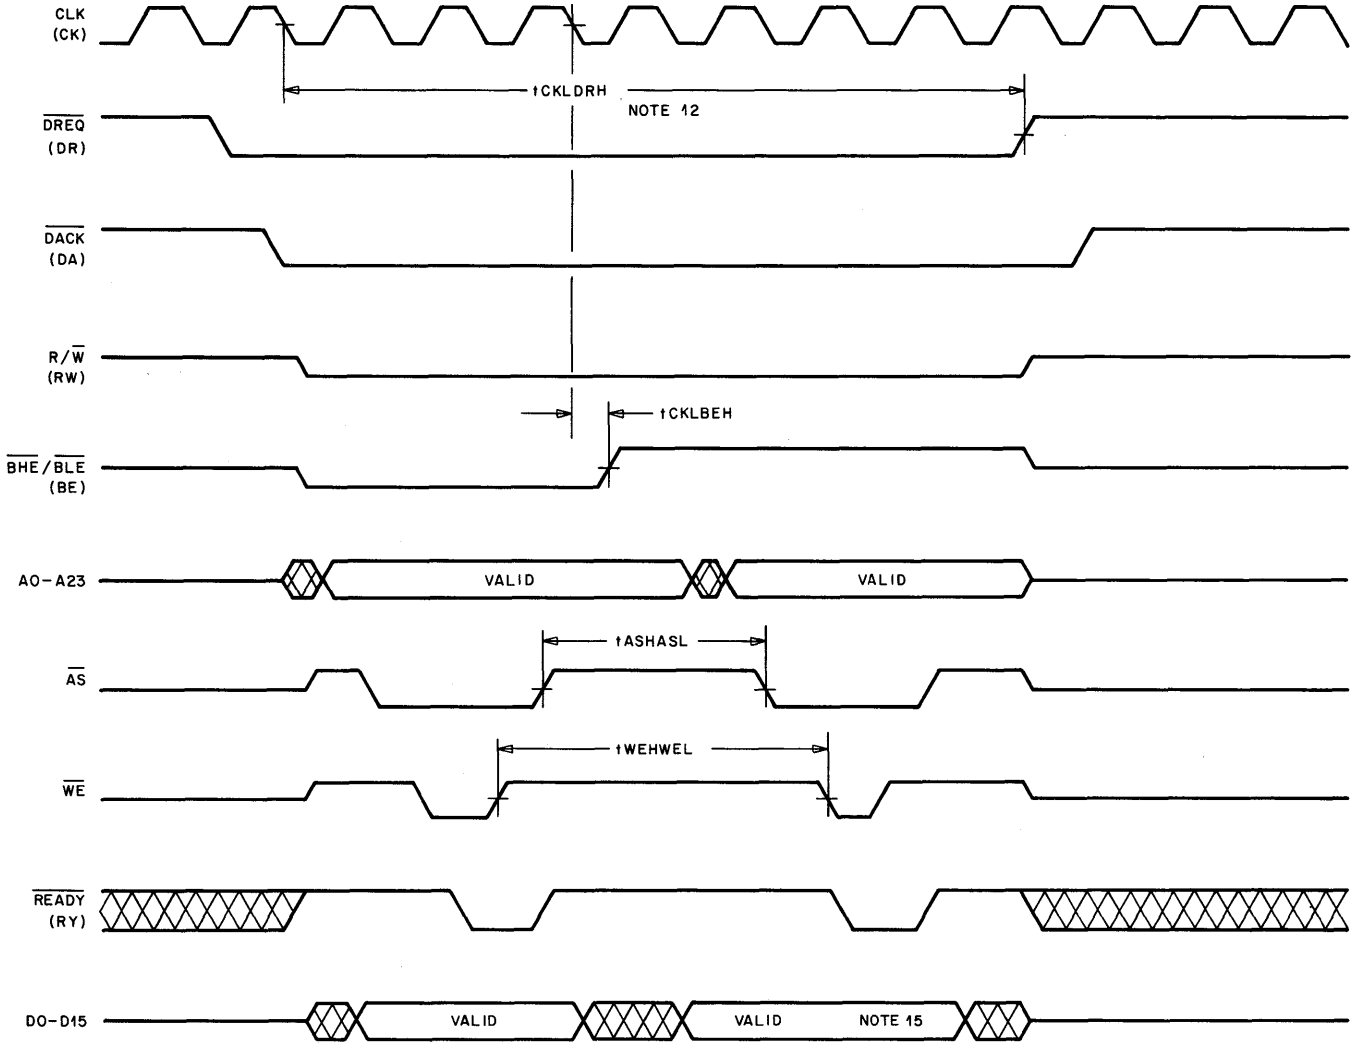 CLK
(CK)
tCKLDRH
NOTE 12
DREQ
(DR)
DACK
(DA)
R/W
(RW)
tCKLBEH
BHE/BLE
(BE)
A0-A23
VALID
VALID
tASHASL
AS
tWEHWEL
WE
READY
(RY)
D0-D15
VALID
VALID
NOTE 15